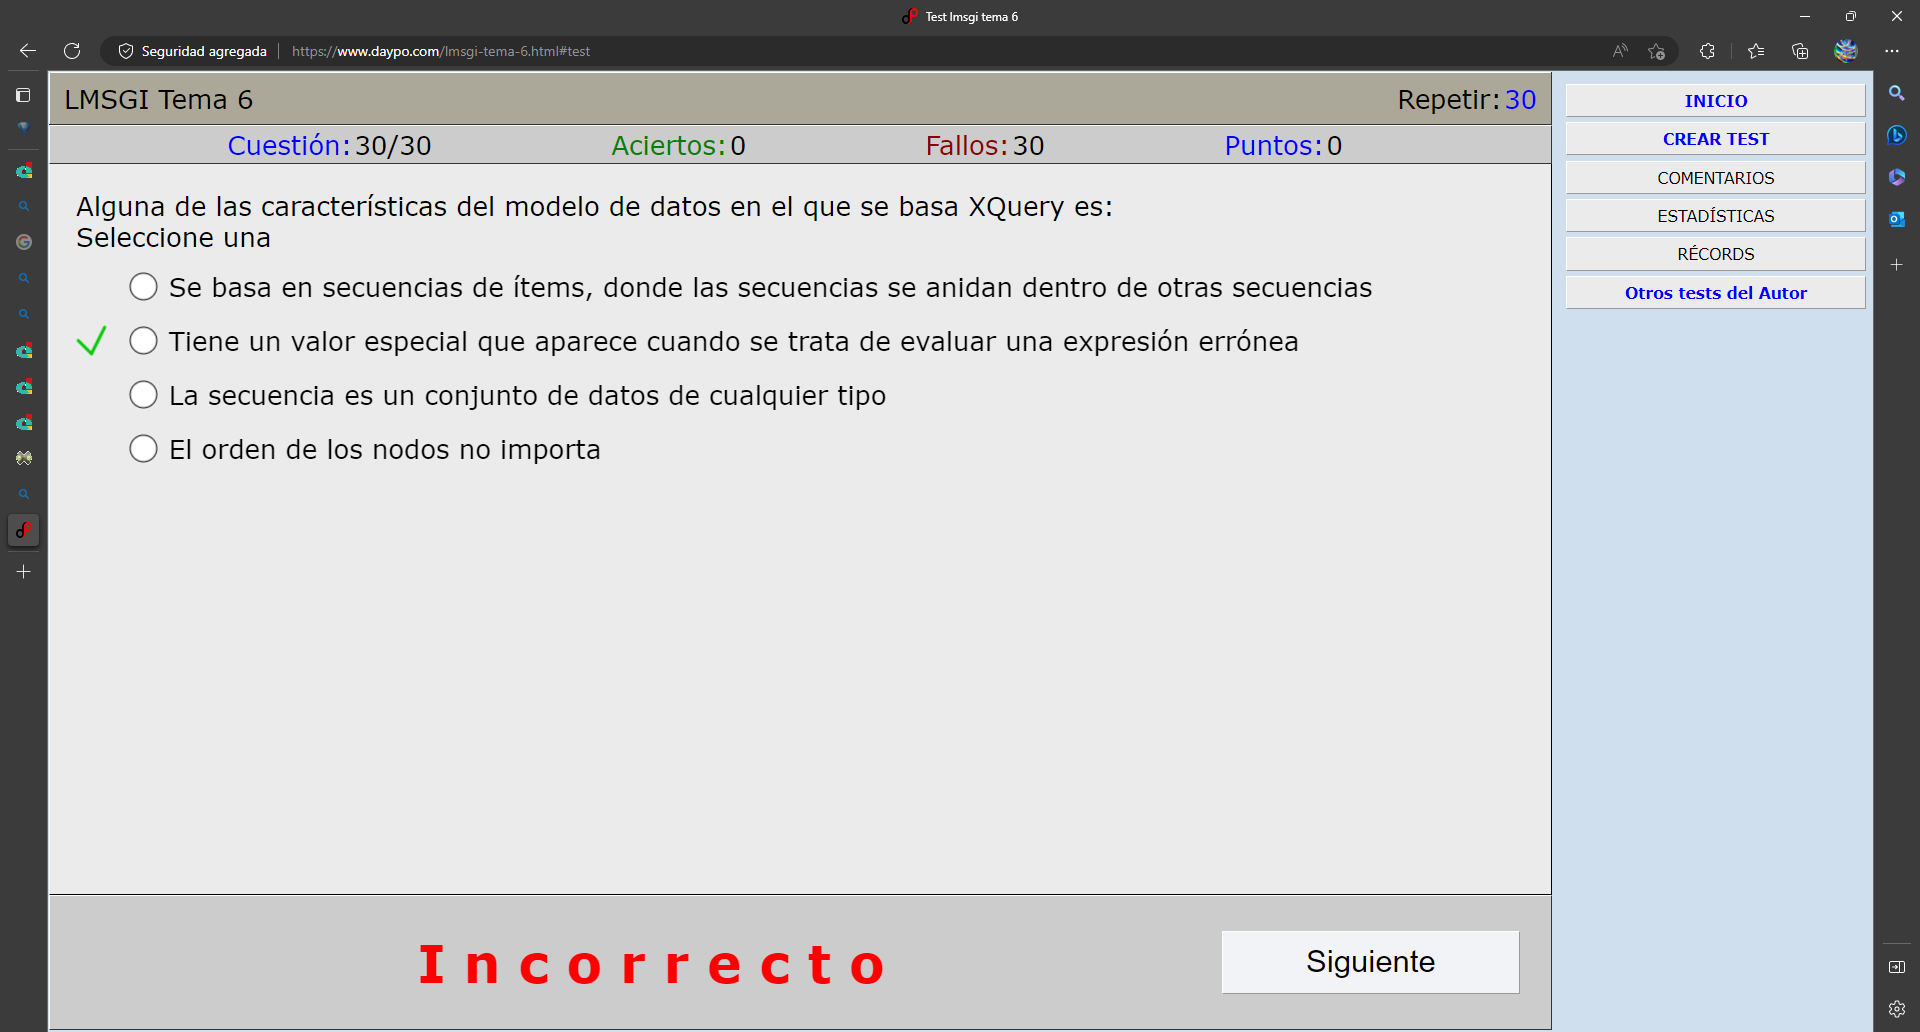 Test lmsgi tema 6
Seguridad agregada
https://www.daypo.com/lmsgi-tema-6.html#test
LMSGI Tema 6
Repetir: 30
Cuestión: 30/30
Aciertos: 0
Fallos: 30
Puntos: 0
Alguna de las características del modelo de datos en el que se basa XQuery es:
Seleccione una
Se basa en secuencias de ítems, donde las secuencias se anidan dentro de otras secuencias
Tiene un valor especial que aparece cuando se trata de evaluar una expresión errónea
La secuencia es un conjunto de datos de cualquier tipo
El orden de los nodos no importa
Incorrecto
Siguiente
INICIO
CREAR TEST
COMENTARIOS
ESTADÍSTICAS
RÉCORDS
Otros tests del Autor